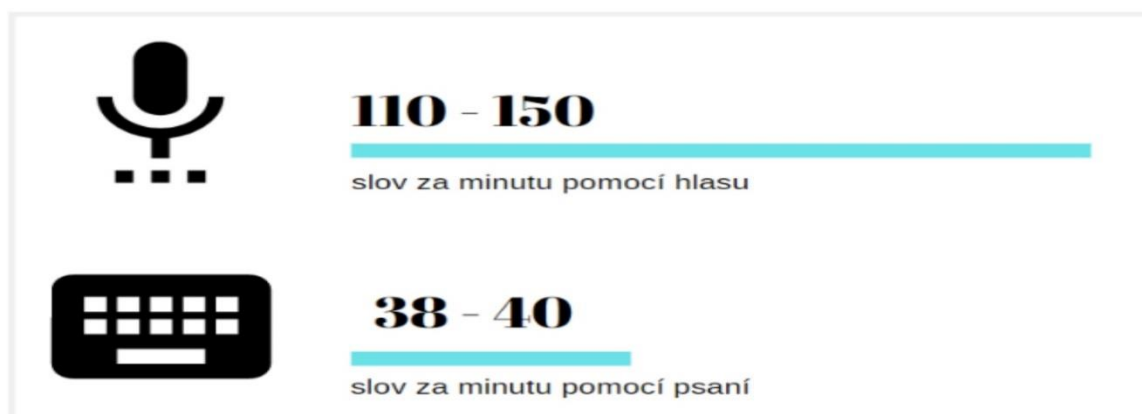 110 - 150
slov za minutu pomocí hlasu
38 - 40
slov za minutu pomocí psaní